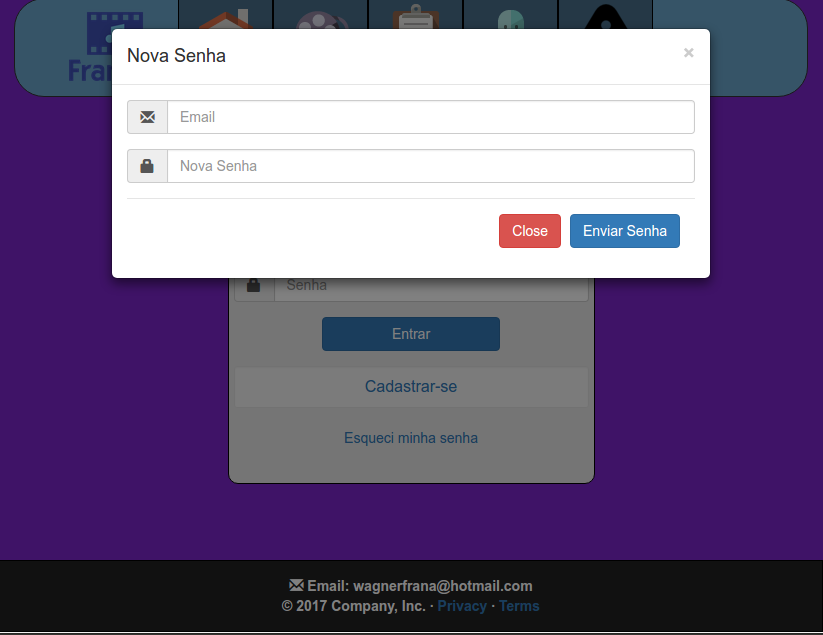 Nova Senha ×
Email
Nova Senha
Close Enviar Senha
Senha
Entrar
Cadastrar-se
Esqueci minha senha
Email: wagnerfrana@hotmail.com
© 2017 Company, Inc. · Privacy · Terms